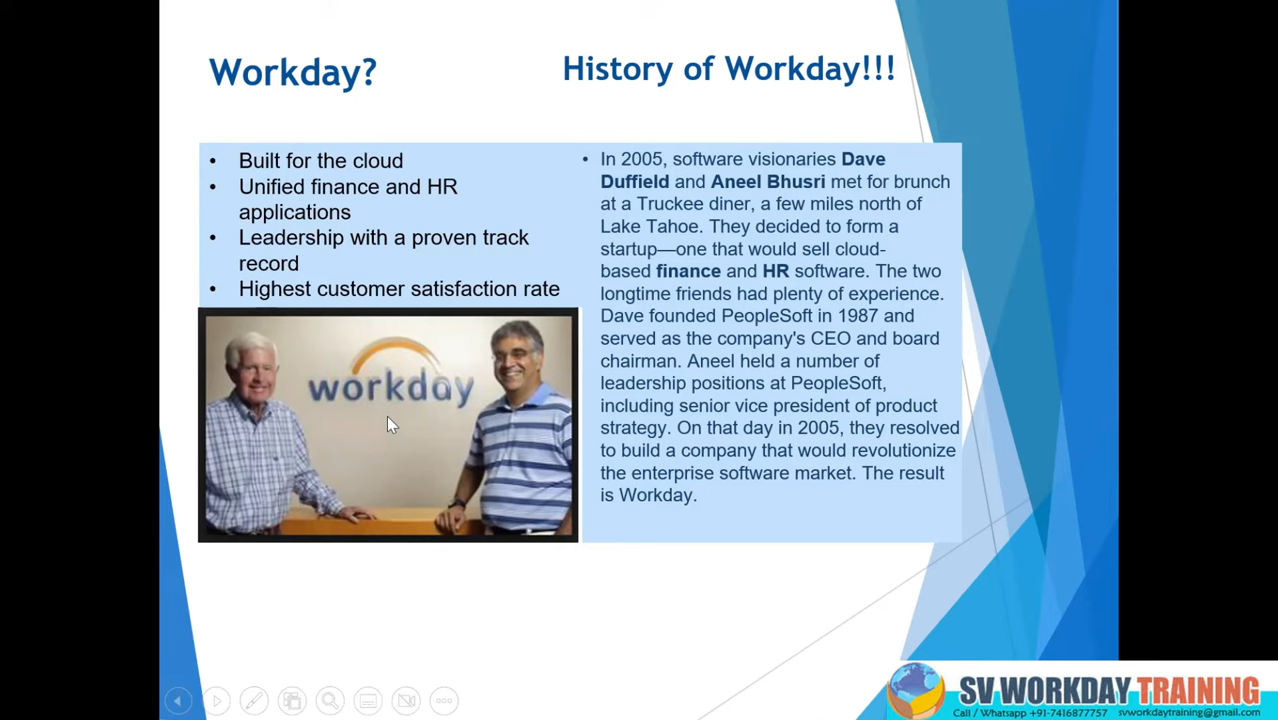 Workday?
History of Workday!!!
• Built for the cloud
• Unified finance and HR
applications
• Leadership with a proven track
record
• Highest customer satisfaction rate
workday
• In 2005, software visionaries Dave
Duffield and Aneel Bhusri met for brunch
at a Truckee diner, a few miles north of
Lake Tahoe. They decided to form a
startup—one that would sell cloud-
based finance and HR software. The two
longtime friends had plenty of experience.
Dave founded PeopleSoft in 1987 and
served as the company's CEO and board
chairman. Aneel held a number of
leadership positions at PeopleSoft,
including senior vice president of product
strategy. On that day in 2005, they resolved
to build a company that would revolutionize
the enterprise software market. The result
is Workday.
SV WORKDAY TRAINING
Call / Whatsapp +91-7416877757 svworkdaytraining@gmail.com